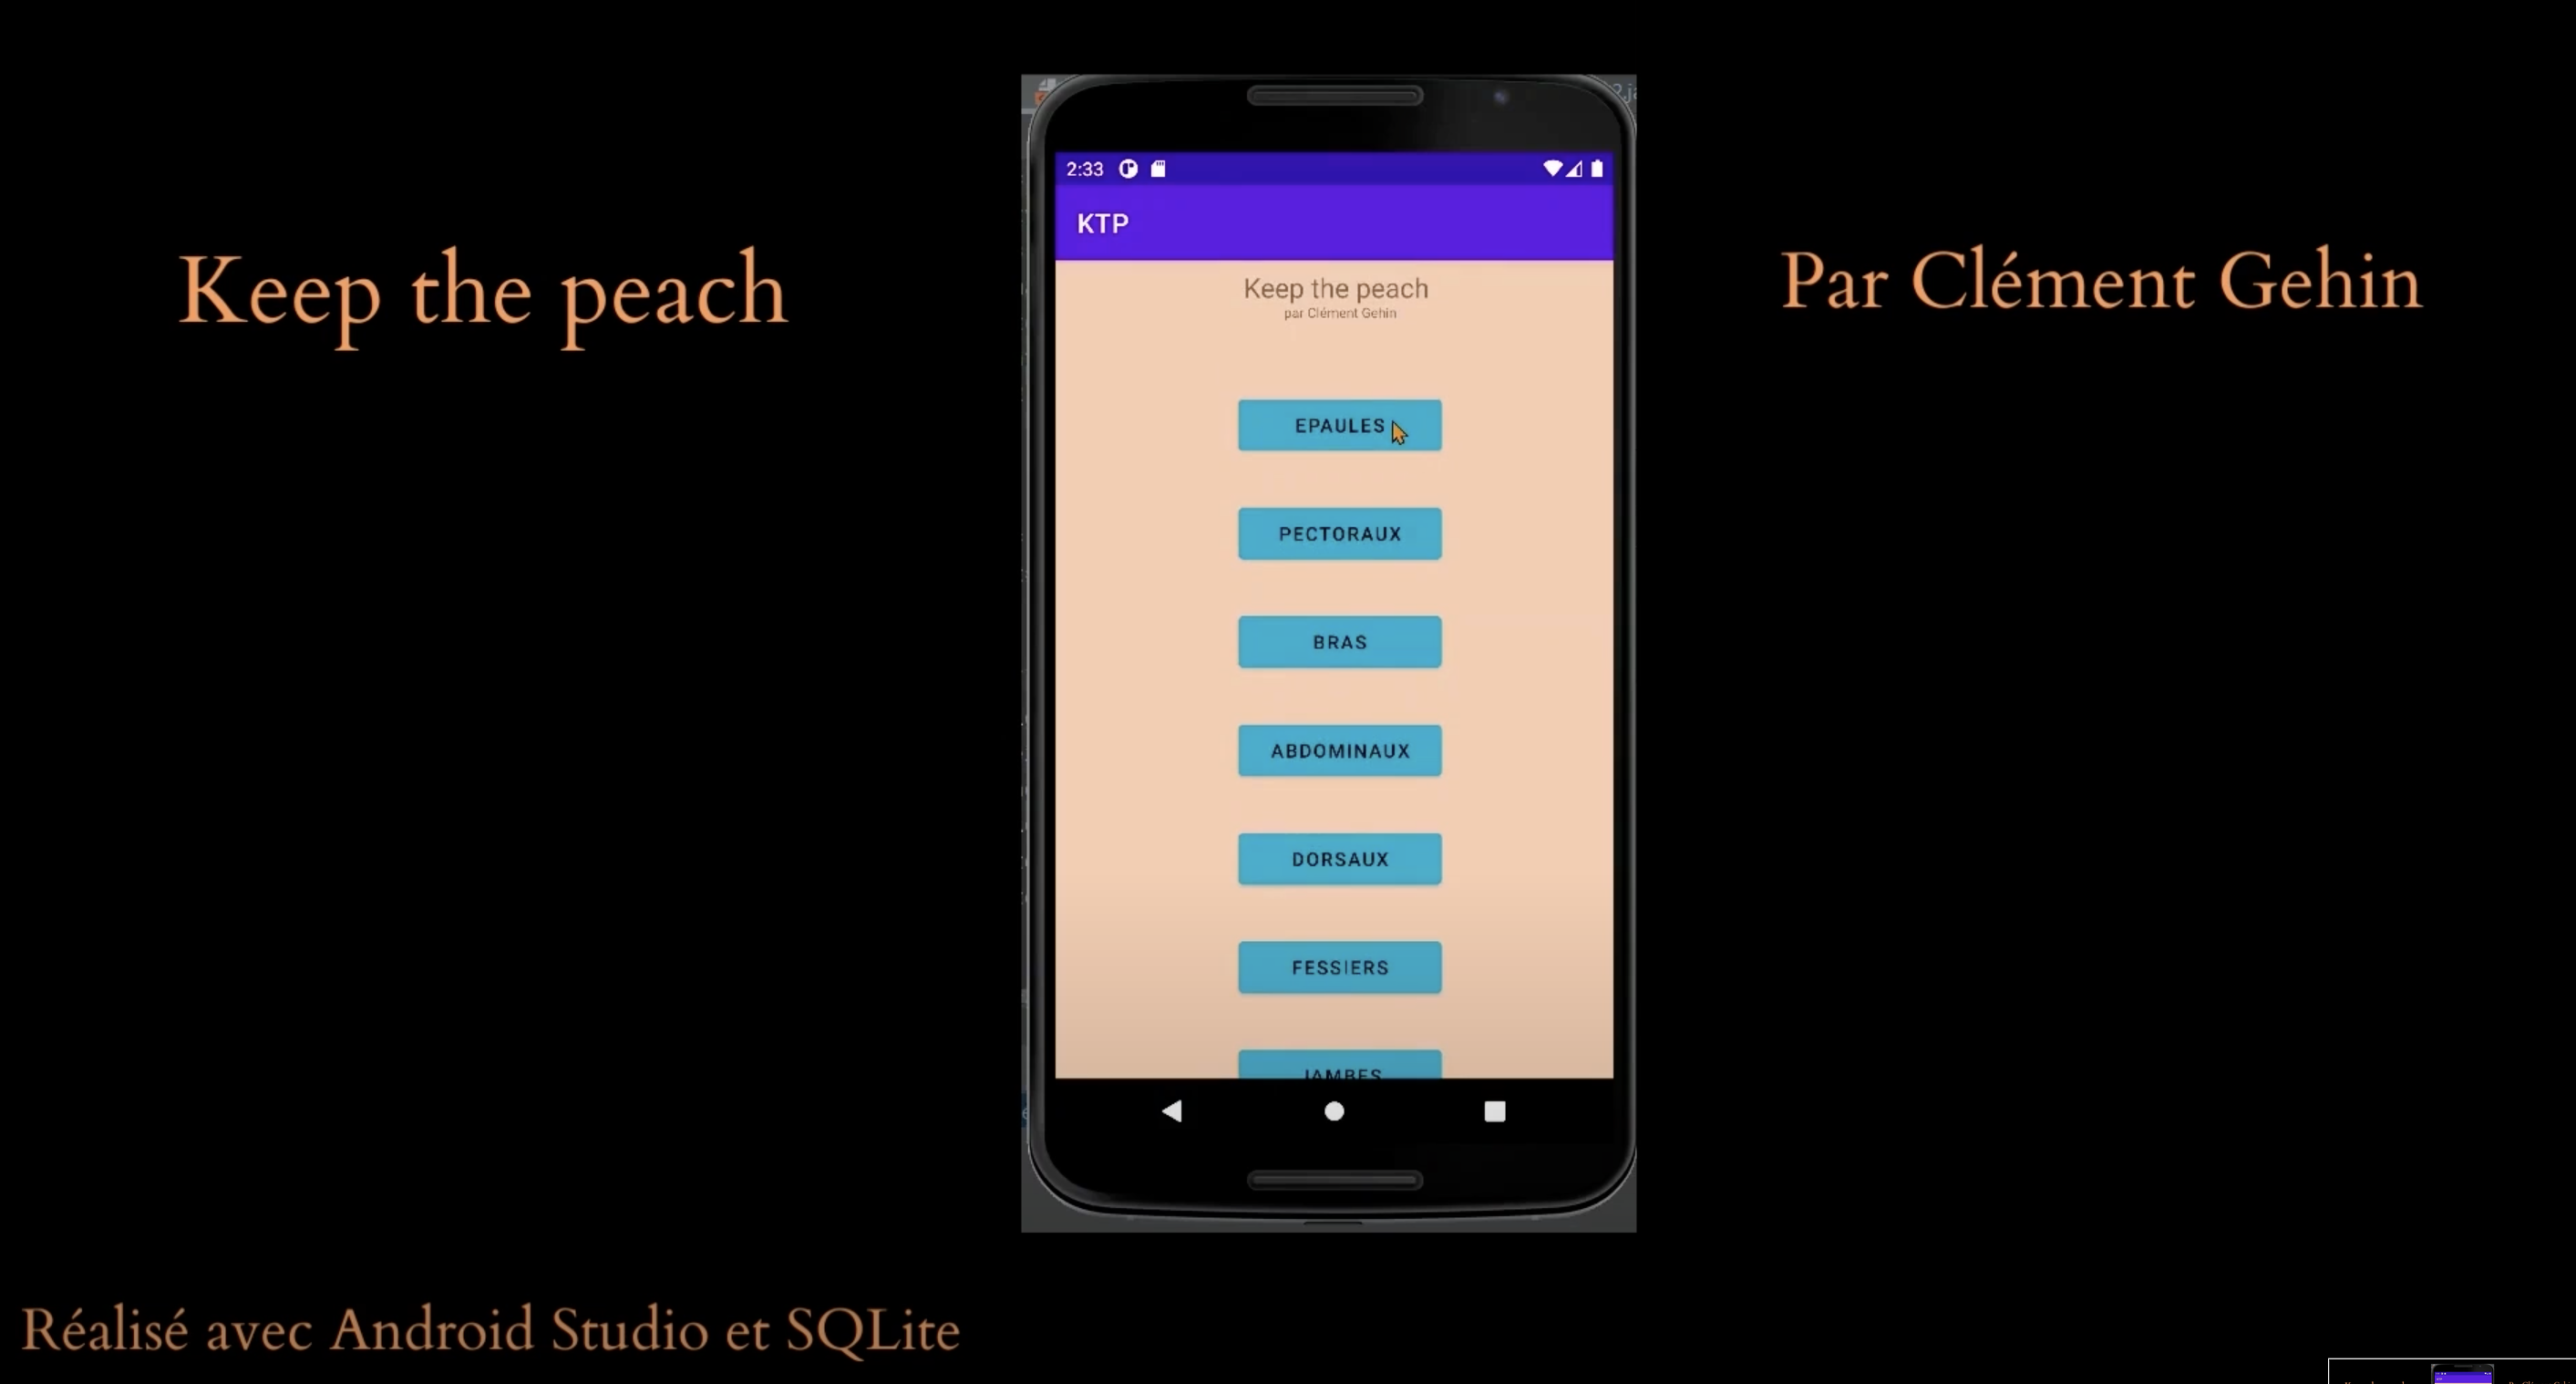 Keep the peach
Par Clément Gehin
2:33
KTP
Keep the peach
par Clément Gehin
EPAULES
PECTORAUX
BRAS
ABDOMINAUX
DORSAUX
FESSIERS
JAMBES
Réalisé avec Android Studio et SQLite